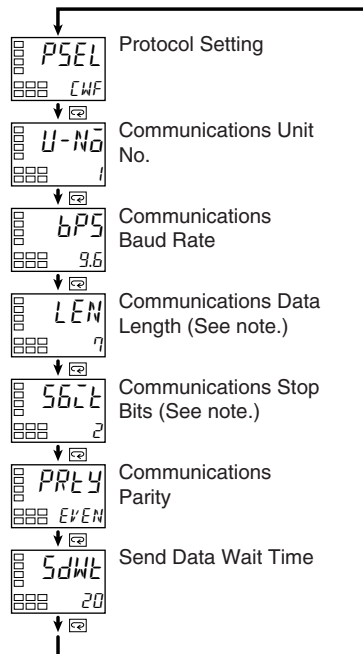 PSEL
Protocol Setting
CWF
U-No
Communications Unit
No.
1
bPS
Communications
Baud Rate
9.6
LEN
Communications Data
Length (See note.)
7
Sbit
Communications Stop
Bits (See note.)
2
PRtY
Communications
Parity
EVEN
SdWt
Send Data Wait Time
20